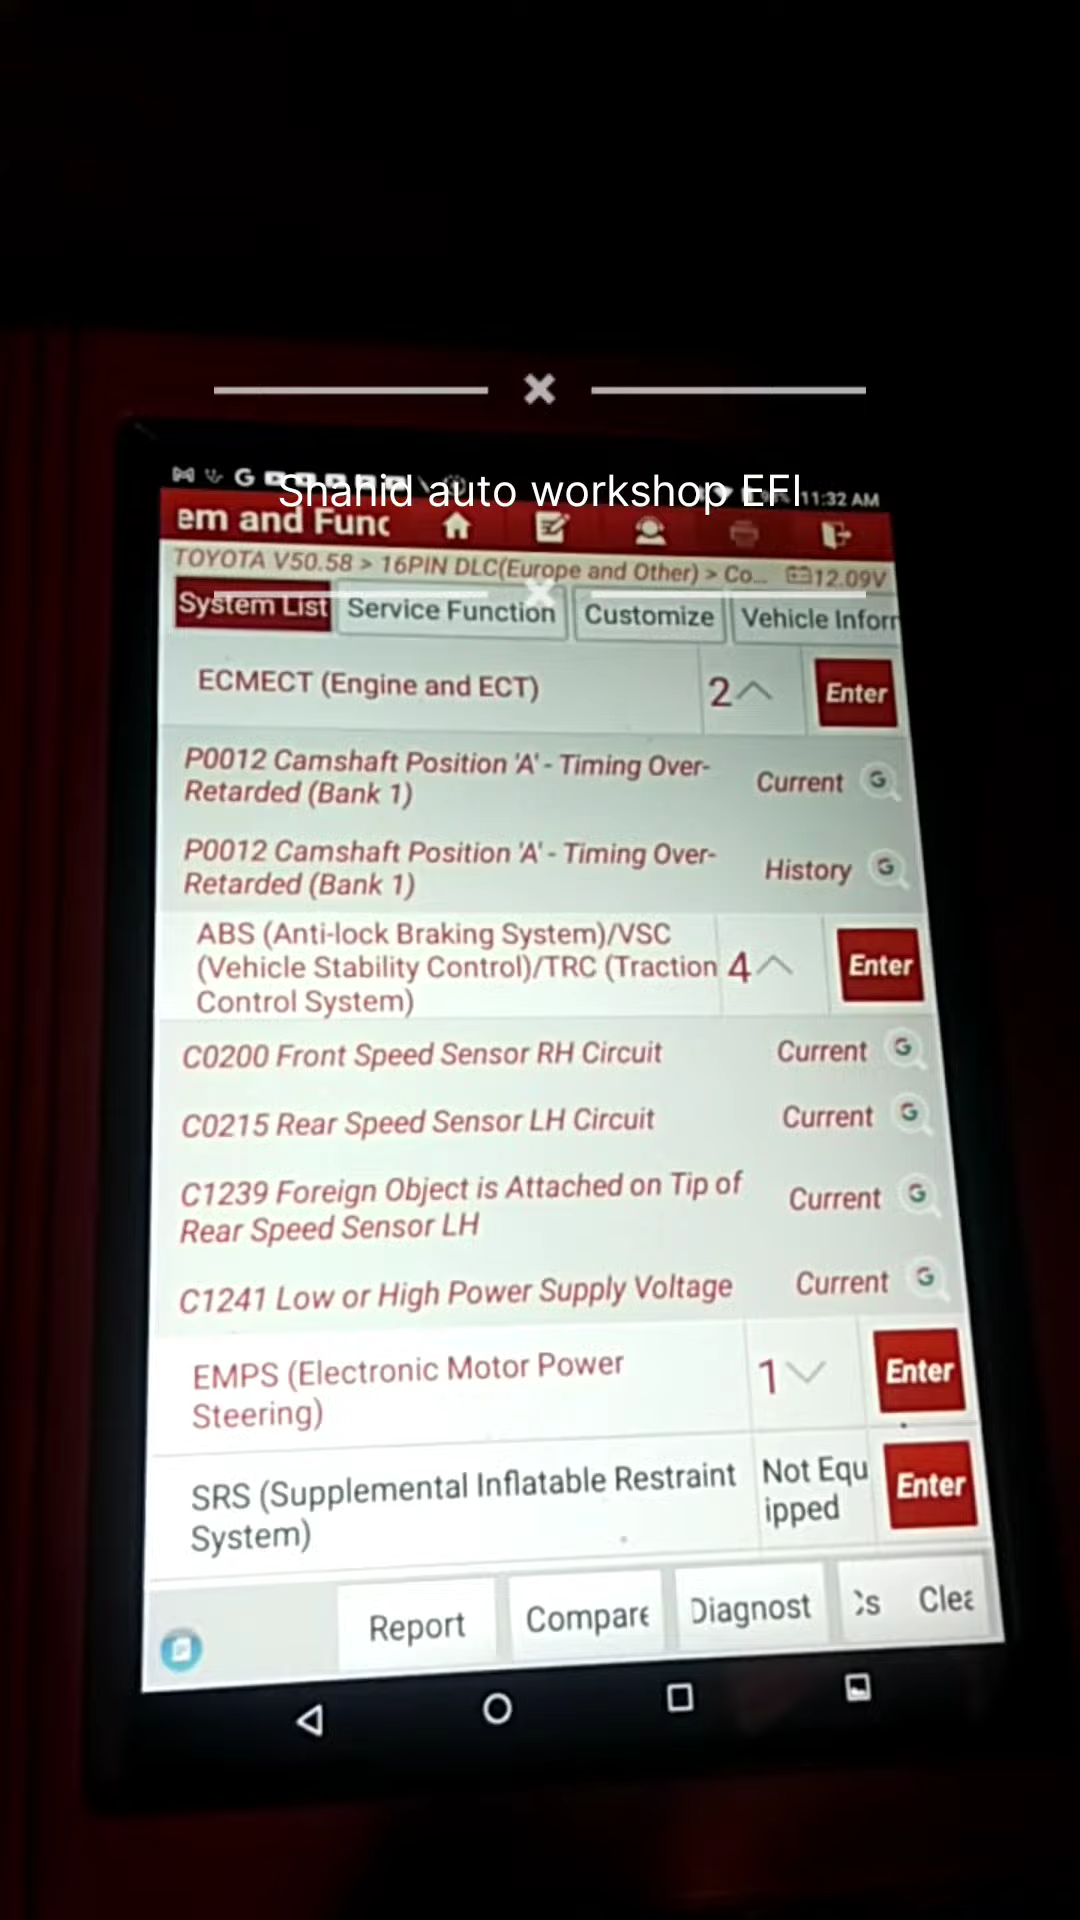 Shahid auto workshop EFI
11:32 AM
em and Func
TOYOTA V50.58 > 16PIN DLC(Europe and Other) > Co... 12.09V
System List Service Function Customize Vehicle Inforr
ECMECT (Engine and ECT) 2 Enter
P0012 Camshaft Position 'A' - Timing Over-
Retarded (Bank 1) Current
P0012 Camshaft Position 'A' - Timing Over-
Retarded (Bank 1) History
ABS (Anti-lock Braking System)/VSC
(Vehicle Stability Control)/TRC (Traction 4 Enter
Control System)
C0200 Front Speed Sensor RH Circuit Current
C0215 Rear Speed Sensor LH Circuit Current
C1239 Foreign Object is Attached on Tip of
Rear Speed Sensor LH Current
C1241 Low or High Power Supply Voltage Current
EMPS (Electronic Motor Power
Steering) 1 Enter
SRS (Supplemental Inflatable Restraint
System) Not Equ
ipped Enter
Report Compare Diagnost Cs Clea